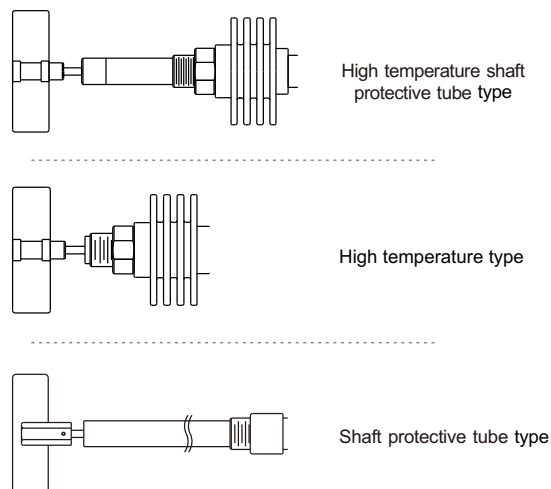 High temperature shaft
protective tube type
High temperature type
Shaft protective tube type